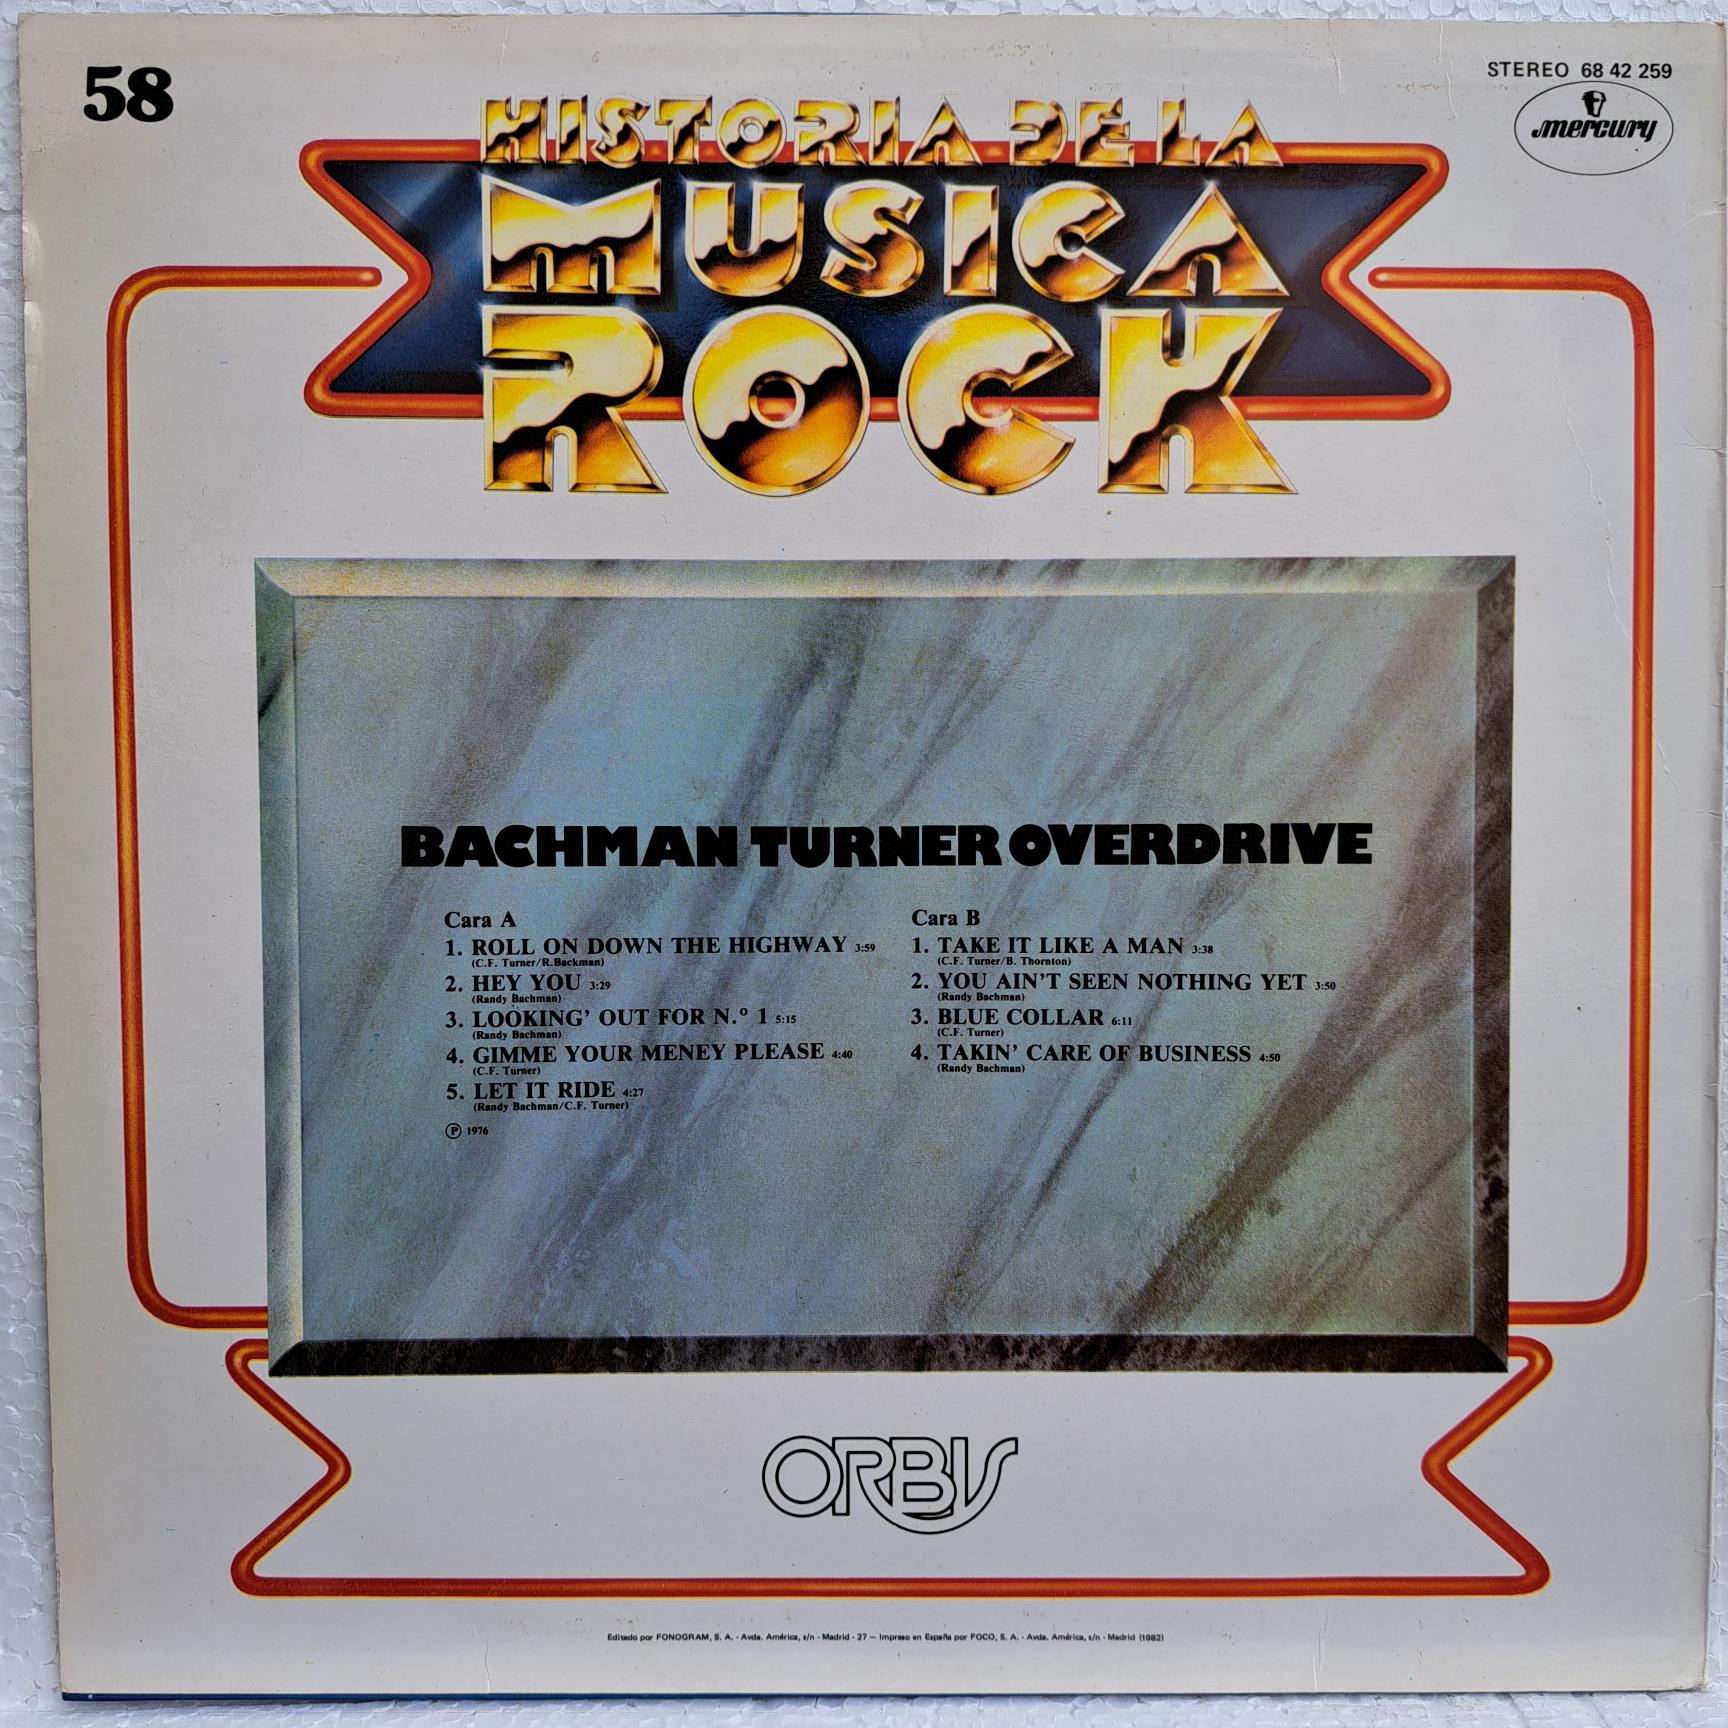 58
STEREO 68 42 259
mercury
HISTORIA DE LA
MUSICA
ROCK
BACHMAN TURNER OVERDRIVE
Cara A
1. ROLL ON DOWN THE HIGHWAY 3:59
(C.F. Turner/R.Backman)
2. HEY YOU 3:29
(Randy Bachman)
3. LOOKING' OUT FOR N.º 1 5:15
(Randy Bachman)
4. GIMME YOUR MENEY PLEASE 4:40
(C.F. Turner)
5. LET IT RIDE 4:27
(Randy Bachman/C.F. Turner)
Ⓟ 1976
Cara B
1. TAKE IT LIKE A MAN 3:38
(C.F. Turner/B. Thornton)
2. YOU AIN'T SEEN NOTHING YET 3:50
(Randy Bachman)
3. BLUE COLLAR 6:11
(C.F. Turner)
4. TAKIN' CARE OF BUSINESS 4:50
(Randy Bachman)
ORBIS
Editado por FONOGRAM, S. A. - Avda. América, s/n - Madrid - 27 — Impreso en España por FOCO, S. A. - Avda. América, s/n - Madrid (1982)